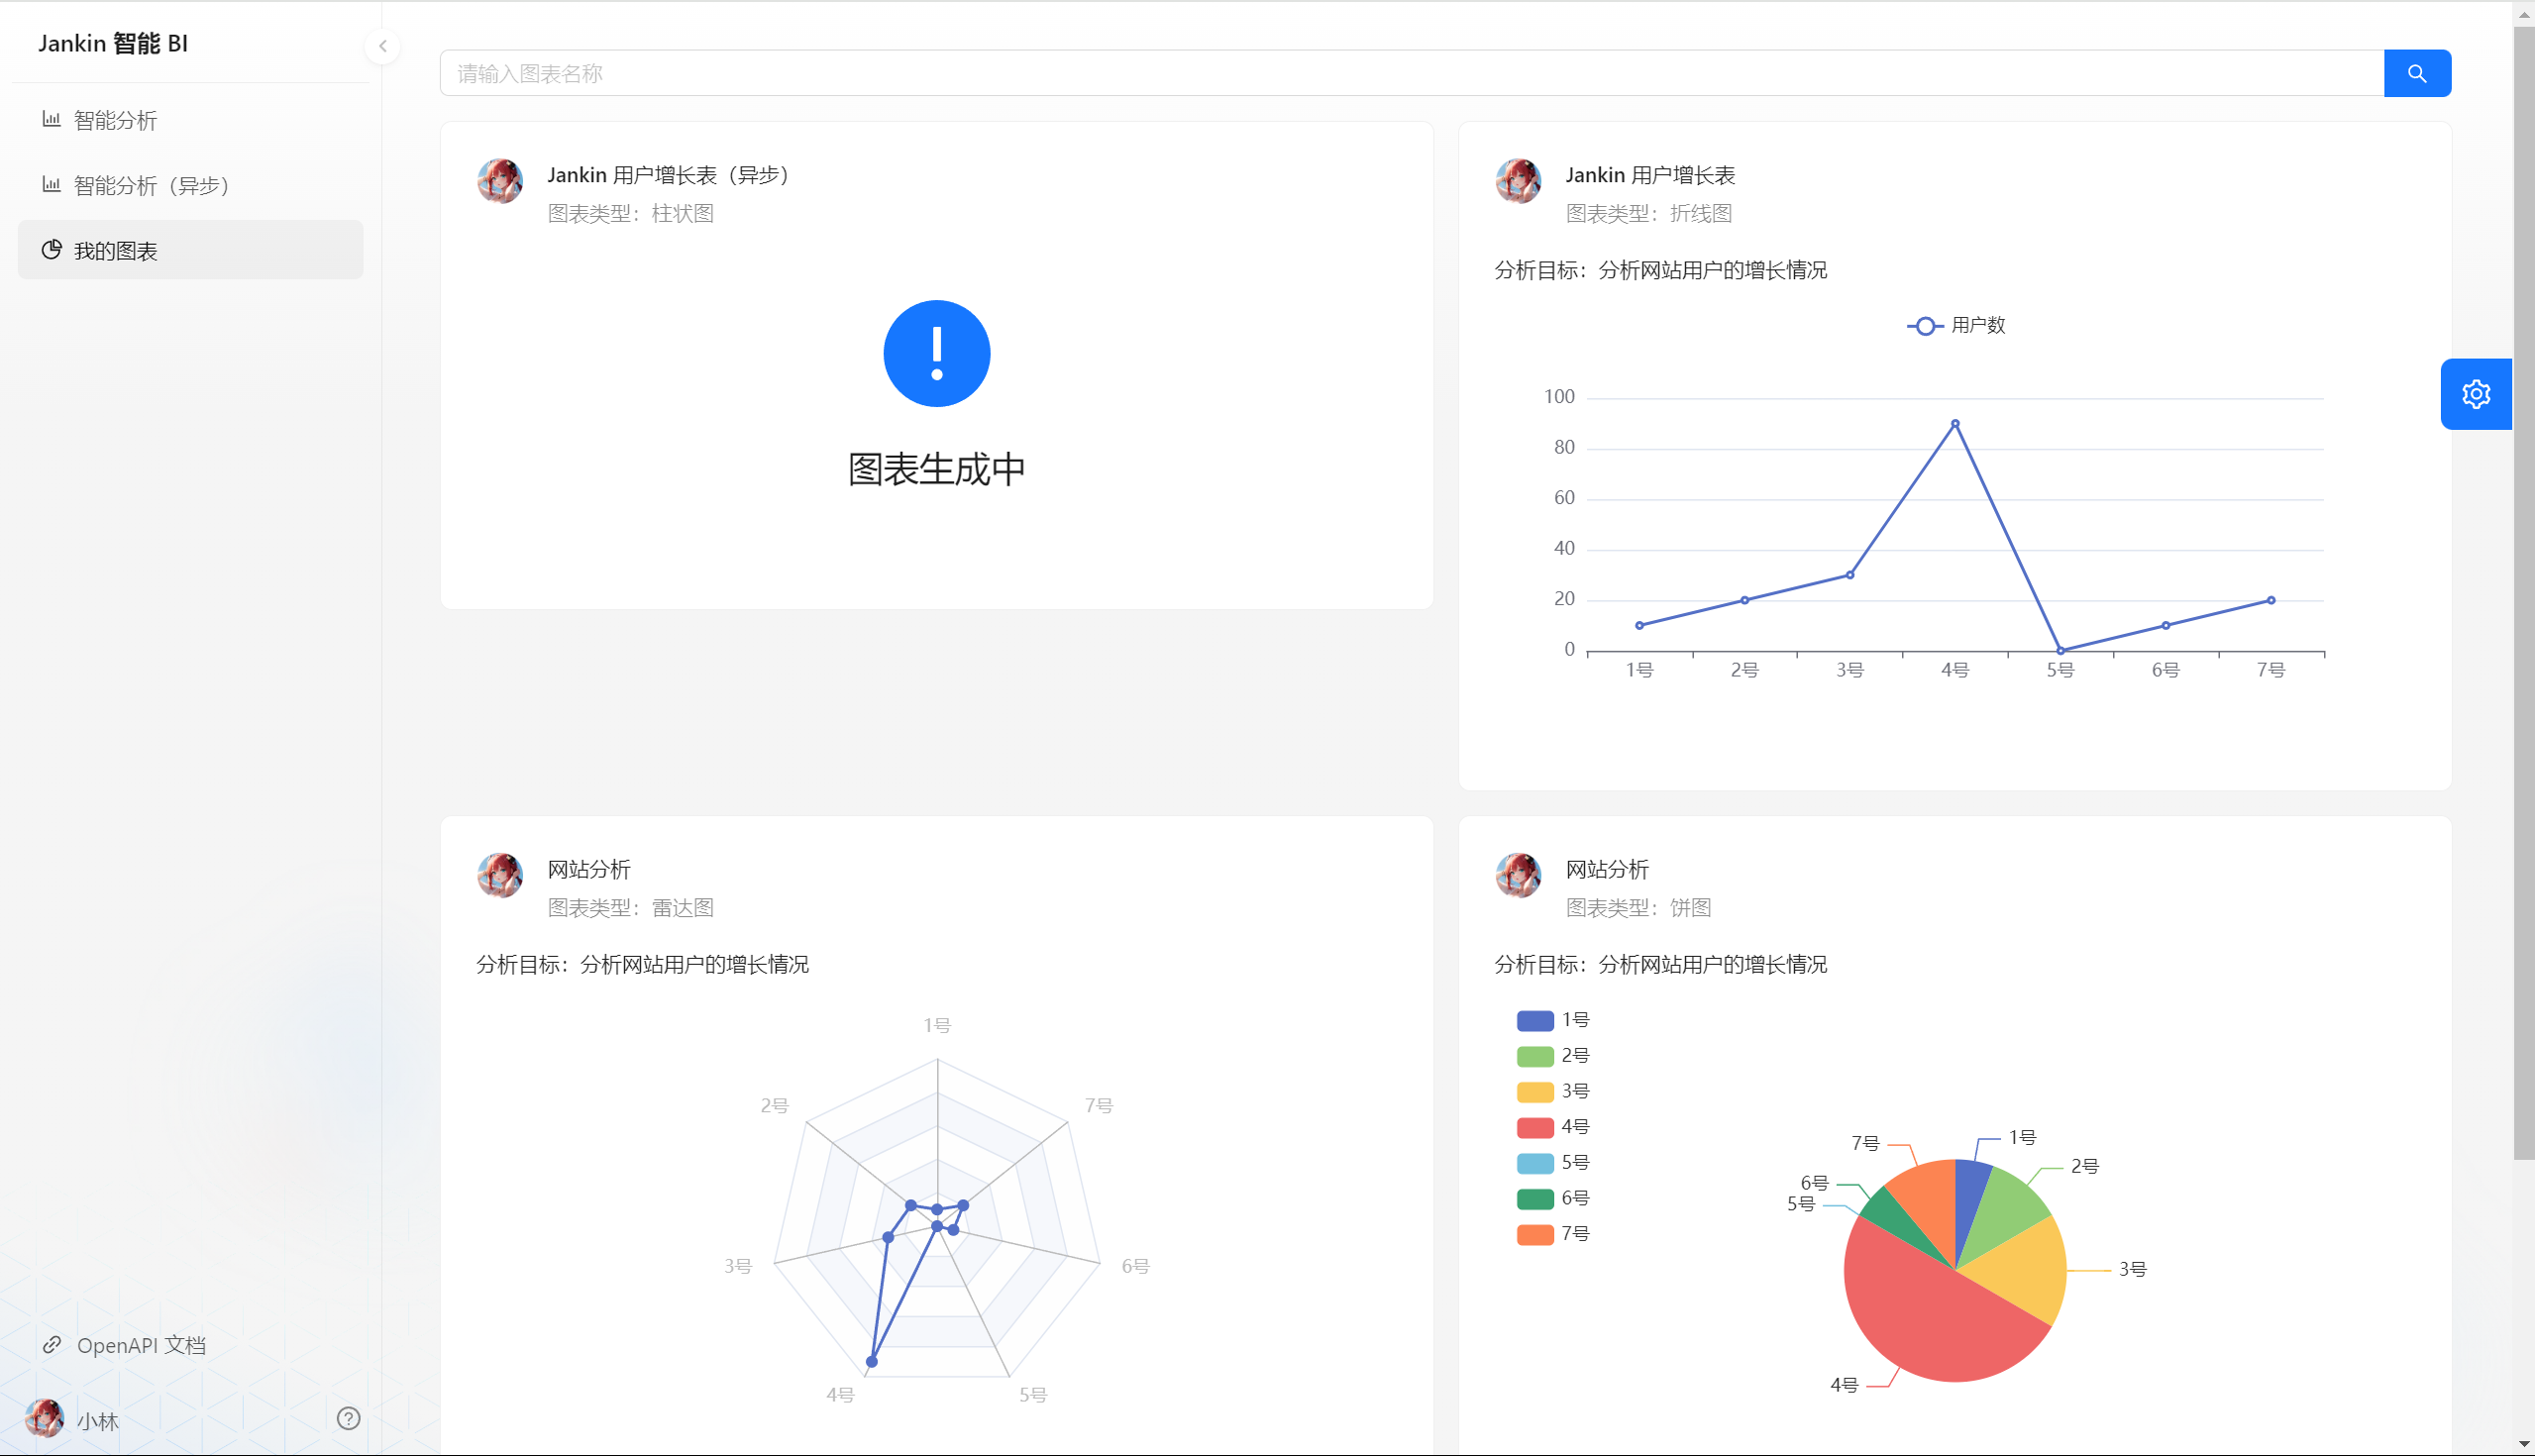 Jankin 智能 BI
智能分析
智能分析（异步）
我的图表
OpenAPI 文档
小林
请输入图表名称
Jankin 用户增长表（异步）
图表类型：柱状图
图表生成中
Jankin 用户增长表
图表类型：折线图
分析目标：分析网站用户的增长情况
用户数
100
80
60
40
20
0
1号 2号 3号 4号 5号 6号 7号
网站分析
图表类型：雷达图
分析目标：分析网站用户的增长情况
1号
2号
7号
3号
6号
4号
5号
网站分析
图表类型：饼图
分析目标：分析网站用户的增长情况
1号
2号
3号
4号
5号
6号
7号
7号
1号
2号
6号
5号
3号
4号